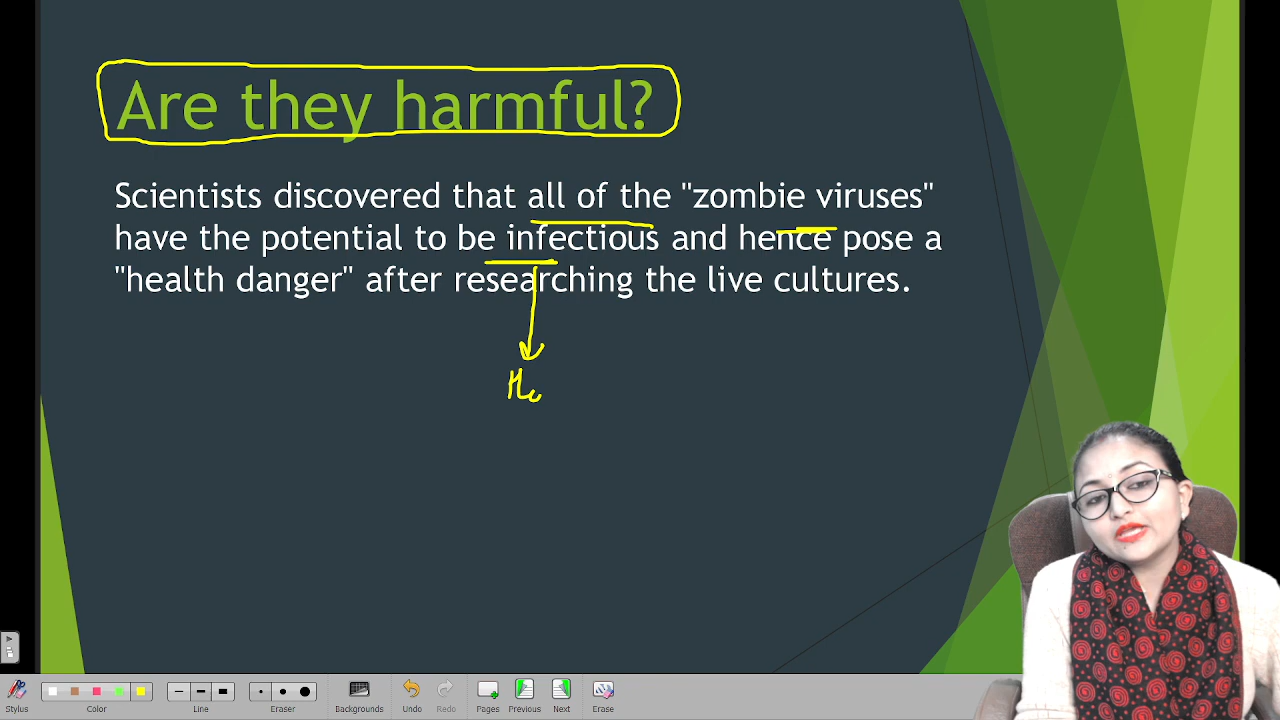 Are they harmful?
Scientists discovered that all of the "zombie viruses"
have the potential to be infectious and hence pose a
"health danger" after researching the live cultures.
Stylus
Color
Line
Eraser
Backgrounds
Undo
Redo
Pages
Previous
Next
Erase